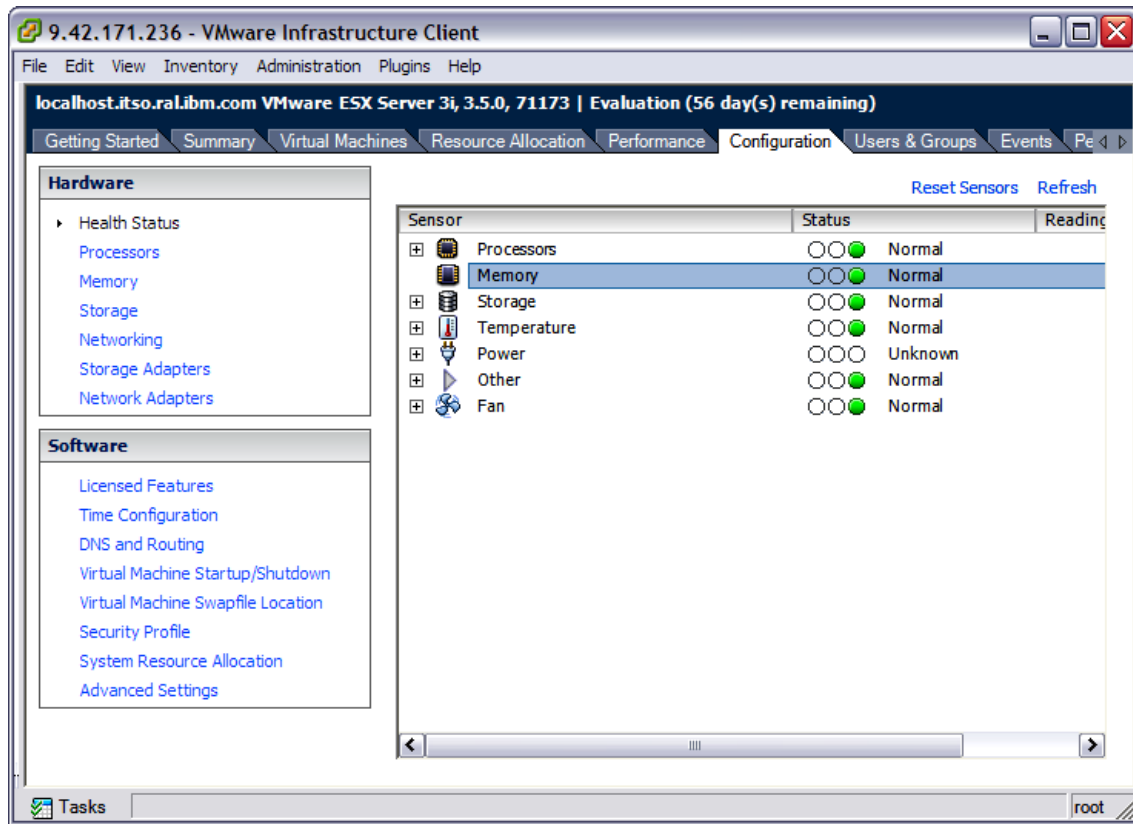 9.42.171.236 - VMware Infrastructure Client
File Edit View Inventory Administration Plugins Help
localhost.itso.ral.ibm.com VMware ESX Server 3i, 3.5.0, 71173 | Evaluation (56 day(s) remaining)
Getting Started Summary Virtual Machines Resource Allocation Performance Configuration Users & Groups Events Pe
Hardware
Health Status
Processors
Memory
Storage
Networking
Storage Adapters
Network Adapters
Software
Licensed Features
Time Configuration
DNS and Routing
Virtual Machine Startup/Shutdown
Virtual Machine Swapfile Location
Security Profile
System Resource Allocation
Advanced Settings
Reset Sensors Refresh
Sensor Status Reading
Processors Normal
Memory Normal
Storage Normal
Temperature Normal
Power Unknown
Other Normal
Fan Normal
Tasks root